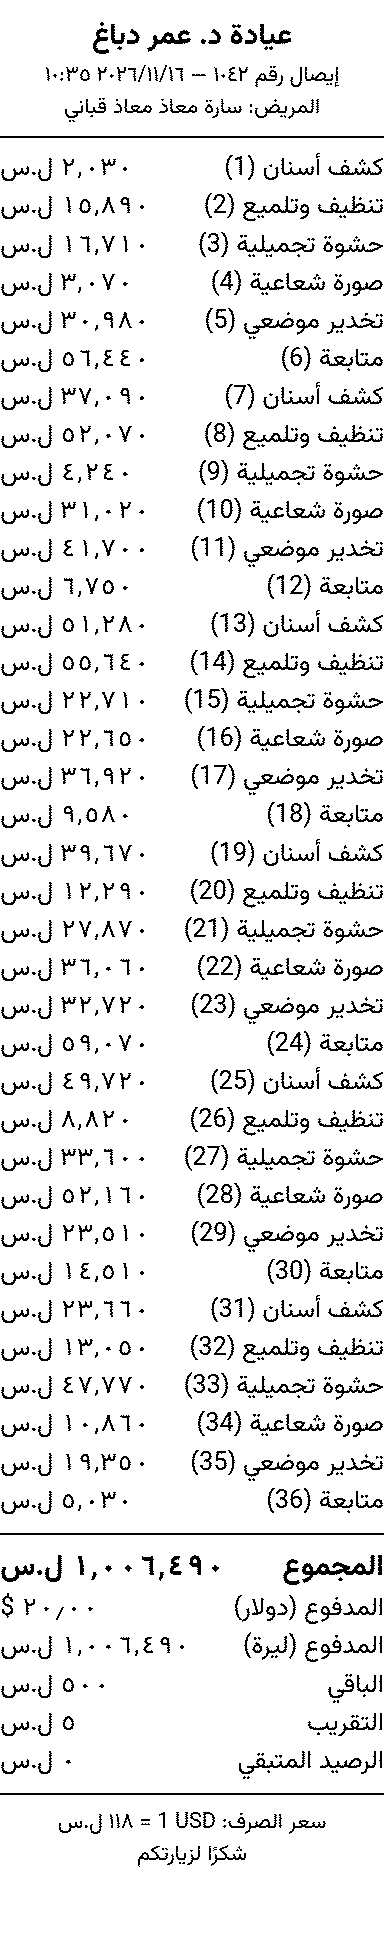 عيادة د. عمر دباغ
إيصال رقم ١٠٤٢ — ٢٠٢٦/١١/١٦ ١٠:٣٥
المريض: سارة معاذ معاذ قباني
كشف أسنان (1) ٢,٠٣٠ ل.س
تنظيف وتلميع (2) ١٥,٨٩٠ ل.س
حشوة تجميلية (3) ١٦,٧١٠ ل.س
صورة شعاعية (4) ٣,٠٧٠ ل.س
تخدير موضعي (5) ٣٠,٩٨٠ ل.س
متابعة (6) ٥٦,٤٤٠ ل.س
كشف أسنان (7) ٣٧,٠٩٠ ل.س
تنظيف وتلميع (8) ٥٢,٠٧٠ ل.س
حشوة تجميلية (9) ٤,٢٤٠ ل.س
صورة شعاعية (10) ٣١,٠٢٠ ل.س
تخدير موضعي (11) ٤١,٧٠٠ ل.س
متابعة (12) ٦,٧٥٠ ل.س
كشف أسنان (13) ٥١,٢٨٠ ل.س
تنظيف وتلميع (14) ٥٥,٦٤٠ ل.س
حشوة تجميلية (15) ٢٢,٧١٠ ل.س
صورة شعاعية (16) ٢٢,٦٥٠ ل.س
تخدير موضعي (17) ٣٦,٩٢٠ ل.س
متابعة (18) ٩,٥٨٠ ل.س
كشف أسنان (19) ٣٩,٦٧٠ ل.س
تنظيف وتلميع (20) ١٢,٢٩٠ ل.س
حشوة تجميلية (21) ٢٧,٨٧٠ ل.س
صورة شعاعية (22) ٣٦,٠٦٠ ل.س
تخدير موضعي (23) ٣٢,٧٢٠ ل.س
متابعة (24) ٥٩,٠٧٠ ل.س
كشف أسنان (25) ٤٩,٧٢٠ ل.س
تنظيف وتلميع (26) ٨,٨٢٠ ل.س
حشوة تجميلية (27) ٣٣,٦٠٠ ل.س
صورة شعاعية (28) ٥٢,١٦٠ ل.س
تخدير موضعي (29) ٢٣,٥١٠ ل.س
متابعة (30) ١٤,٥١٠ ل.س
كشف أسنان (31) ٢٣,٦٦٠ ل.س
تنظيف وتلميع (32) ١٣,٠٥٠ ل.س
حشوة تجميلية (33) ٤٧,٧٧٠ ل.س
صورة شعاعية (34) ١٠,٨٦٠ ل.س
تخدير موضعي (35) ١٩,٣٥٠ ل.س
متابعة (36) ٥,٠٣٠ ل.س
المجموع ١,٠٠٦,٤٩٠ ل.س
المدفوع (دولار) ٢٠٫٠٠ $
المدفوع (ليرة) ١,٠٠٦,٤٩٠ ل.س
الباقي ٥٠٠ ل.س
التقريب ٥ ل.س
الرصيد المتبقي ٠ ل.س
سعر الصرف: 1 USD = ١١٨ ل.س
شكرًا لزيارتكم